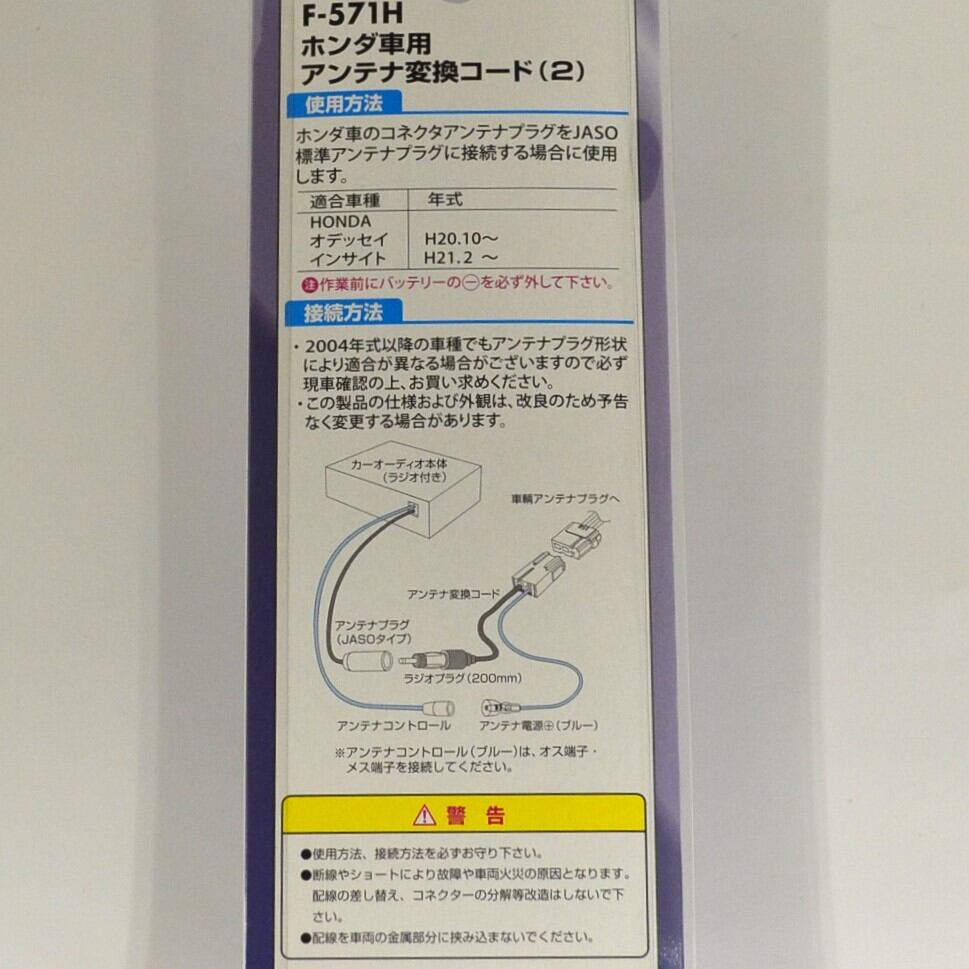 F-571H
ホンダ車用
アンテナ変換コード(2)
使用方法
ホンダ車のコネクタアンテナプラグをJASO
標準アンテナプラグに接続する場合に使用
します。
適合車種 年式
HONDA
オデッセイ H20.10～
インサイト H21.2 ～
注作業前にバッテリーの㊀を必ず外して下さい。
接続方法
・2004年式以降の車種でもアンテナプラグ形状
により適合が異なる場合がございますので必ず
現車確認の上、お買い求めください。
・この製品の仕様および外観は、改良のため予告
なく変更する場合があります。
カーオーディオ本体
(ラジオ付き)
車輌アンテナプラグへ
アンテナ変換コード
アンテナプラグ
(JASOタイプ)
ラジオプラグ(200mm)
アンテナコントロール アンテナ電源⊕(ブルー)
※アンテナコントロール(ブルー)は、オス端子・
メス端子を接続してください。
警告
●使用方法、接続方法を必ずお守り下さい。
●断線やショートにより故障や車両火災の原因となります。
配線の差し替え、コネクターの分解等改造はしないで下
さい。
●配線を車両の金属部分に挟み込まないでください。